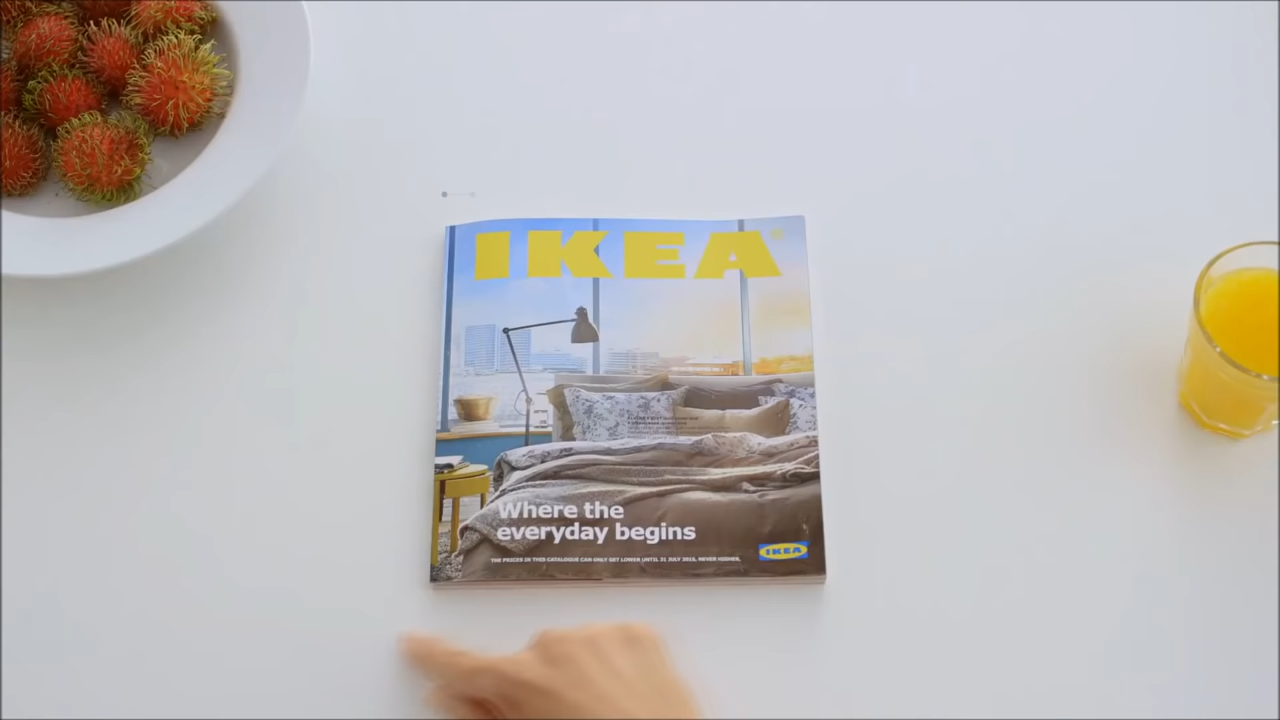 IKEA®
Where the
everyday begins
THE PRICES IN THIS CATALOGUE CAN ONLY GET LOWER UNTIL 31 JULY 2015, NEVER HIGHER.
IKEA